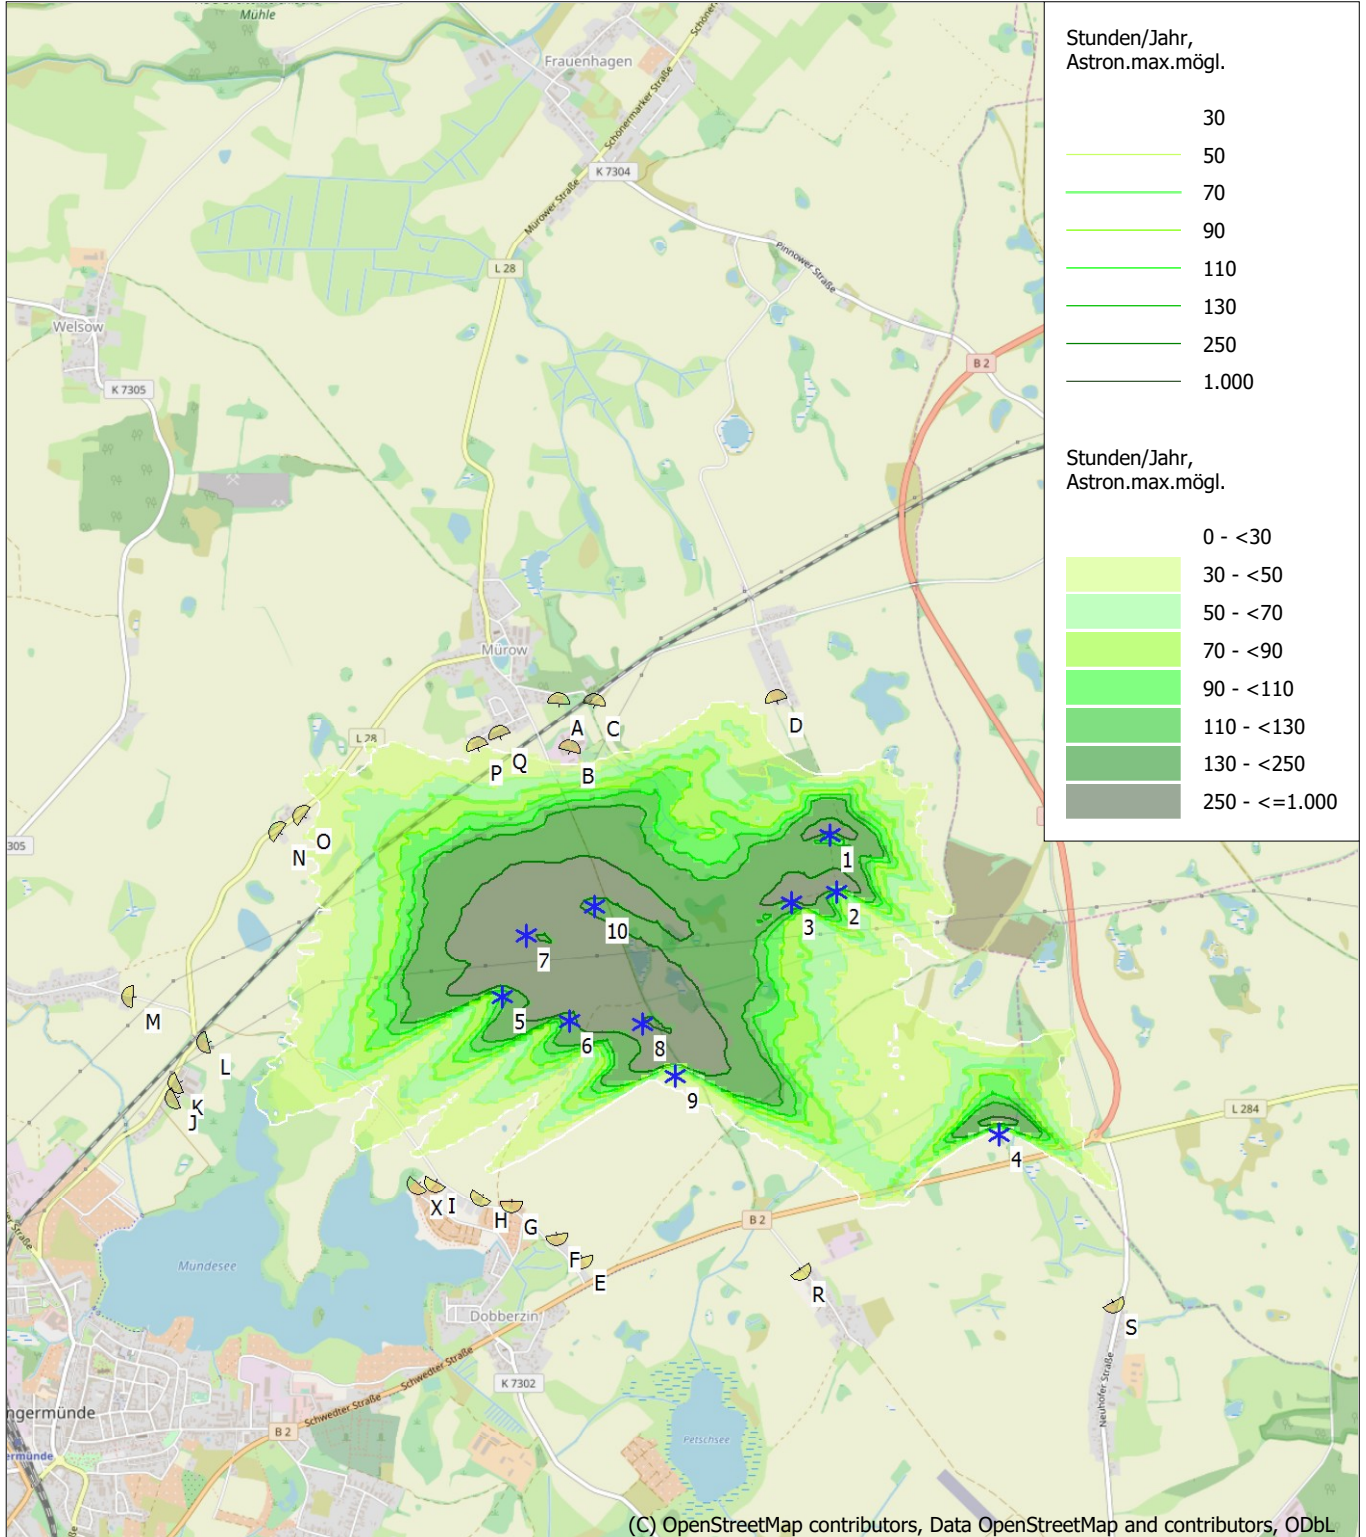 Mühle
Frauenhagen
Schönermarker Straße
K 7304
Mürower Straße
Pinnower Straße
L 28
Welsow
K 7305
B 2
Mürow
L 28
A
C
D
Q
P
B
O
N
305
1
2
3
10
7
5
6
8
9
4
M
L
K
J
L 284
X
I
H
G
F
E
B 2
R
S
Mundesee
Dobberzin
Schwedter Straße
Schwedter Straße
K 7302
B 2
ngermünde
ermünde
Petschsee
Neuhofer Straße
Stunden/Jahr,
Astron.max.mögl.
30
50
70
90
110
130
250
1.000
Stunden/Jahr,
Astron.max.mögl.
0 - <30
30 - <50
50 - <70
70 - <90
90 - <110
110 - <130
130 - <250
250 - <=1.000
(C) OpenStreetMap contributors, Data OpenStreetMap and contributors, ODbL